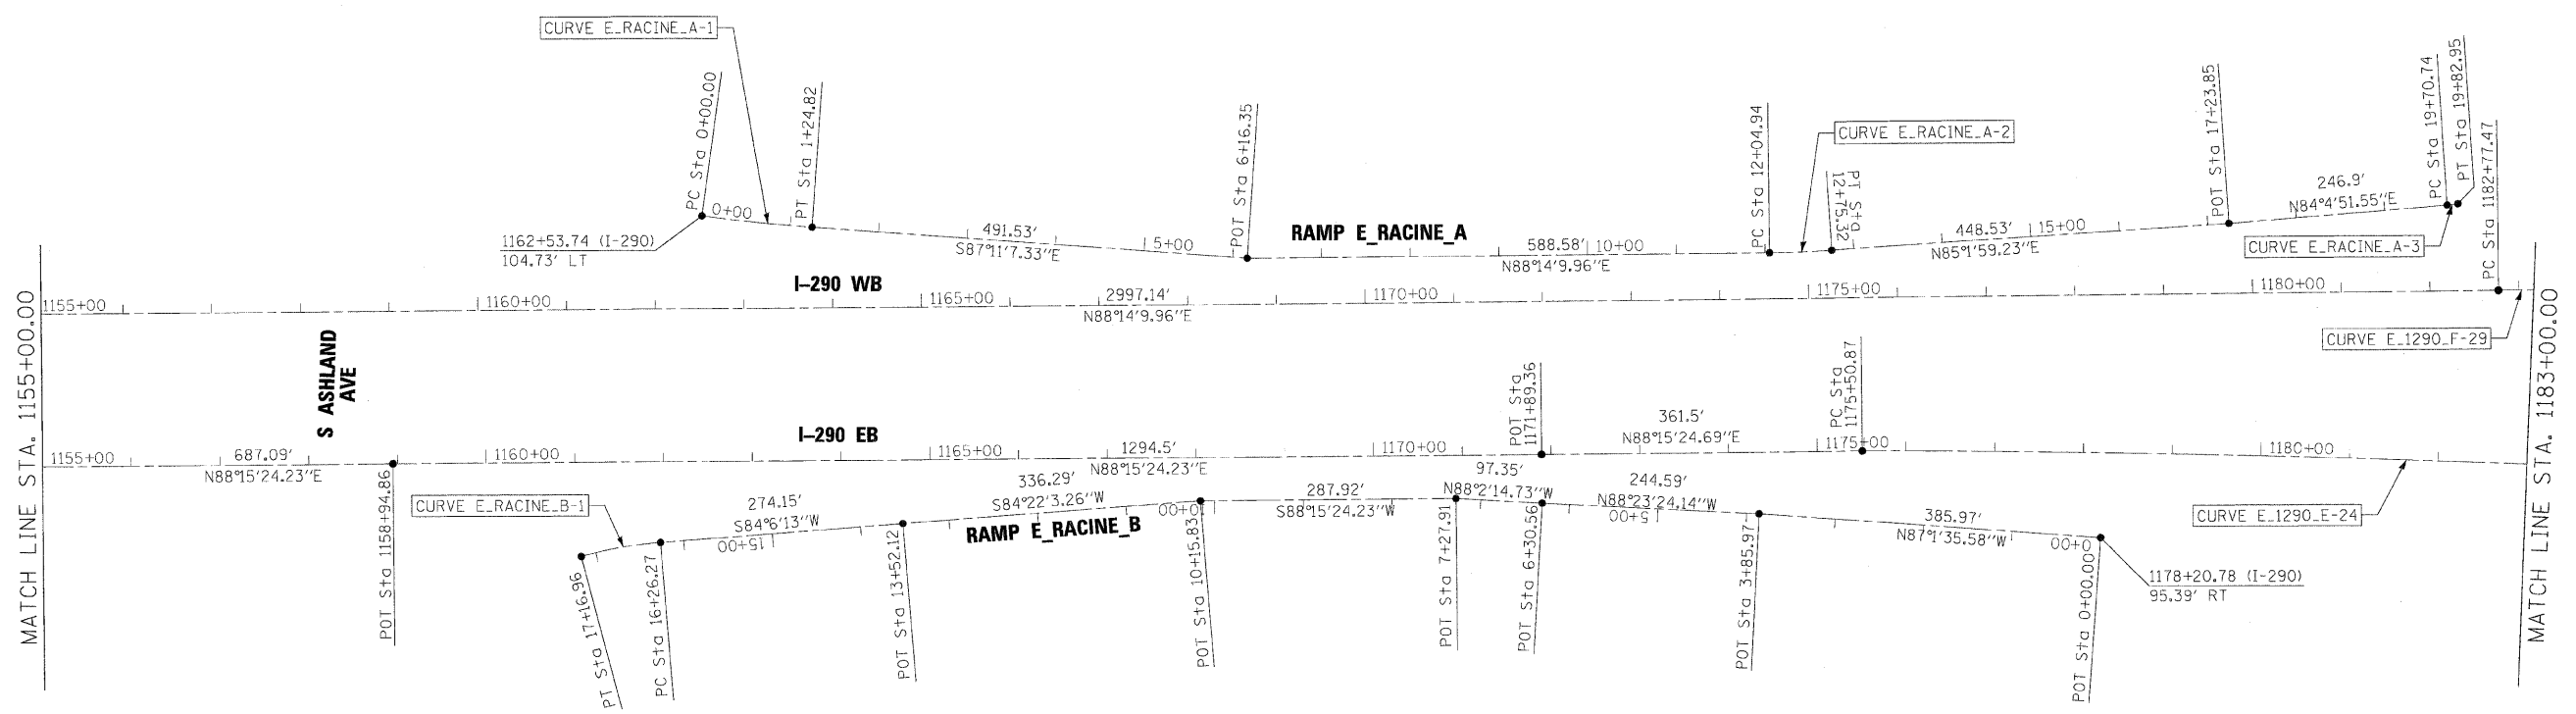 CURVE E_RACINE_A-1
PC Sta 0+00.00
PT Sta 1+24.82
0+00
1162+53.74 (I-290)
104.73' LT
491.53'
S87°11'7.33"E
5+00
POT Sta 6+16.35
RAMP E_RACINE_A
588.58'
10+00
N88°14'9.96"E
PC Sta 12+04.94
CURVE E_RACINE_A-2
PT Sta
12+75.32
448.53'
15+00
N85°1'59.23"E
POT Sta 17+23.85
246.9'
N84°4'51.55"E
PC Sta 19+70.74
PT Sta 19+82.95
CURVE E_RACINE_A-3
PC Sta 1182+77.47
MATCH LINE STA. 1155+00.00
1155+00
1160+00
I-290 WB
1165+00
2997.14'
N88°14'9.96"E
1170+00
1175+00
1180+00
CURVE E_1290_F-29
MATCH LINE STA. 1183+00.00
S ASHLAND
AVE
1155+00
687.09'
N88°15'24.23"E
POT Sta 1158+94.86
1160+00
I-290 EB
1165+00
1294.5'
N88°15'24.23"E
1170+00
POT Sta
1171+89.36
361.5'
N88°15'24.69"E
PC Sta
1175+50.87
1175+00
1180+00
CURVE E_1290_E-24
CURVE E_RACINE_B-1
PT Sta 17+16.96
PC Sta 16+26.27
274.15'
S84°6'13"W
15+00
POT Sta 13+52.12
336.29'
S84°22'3.26"W
RAMP E_RACINE_B
10+00
POT Sta 10+15.83
287.92'
S88°15'24.23"W
POT Sta 7+27.91
97.35'
N88°2'14.73"W
POT Sta 6+30.56
244.59'
N88°23'24.14"W
5+00
POT Sta 3+85.97
385.97'
N87°1'35.58"W
0+00
POT Sta 0+00.00
1178+20.78 (I-290)
95.39' RT